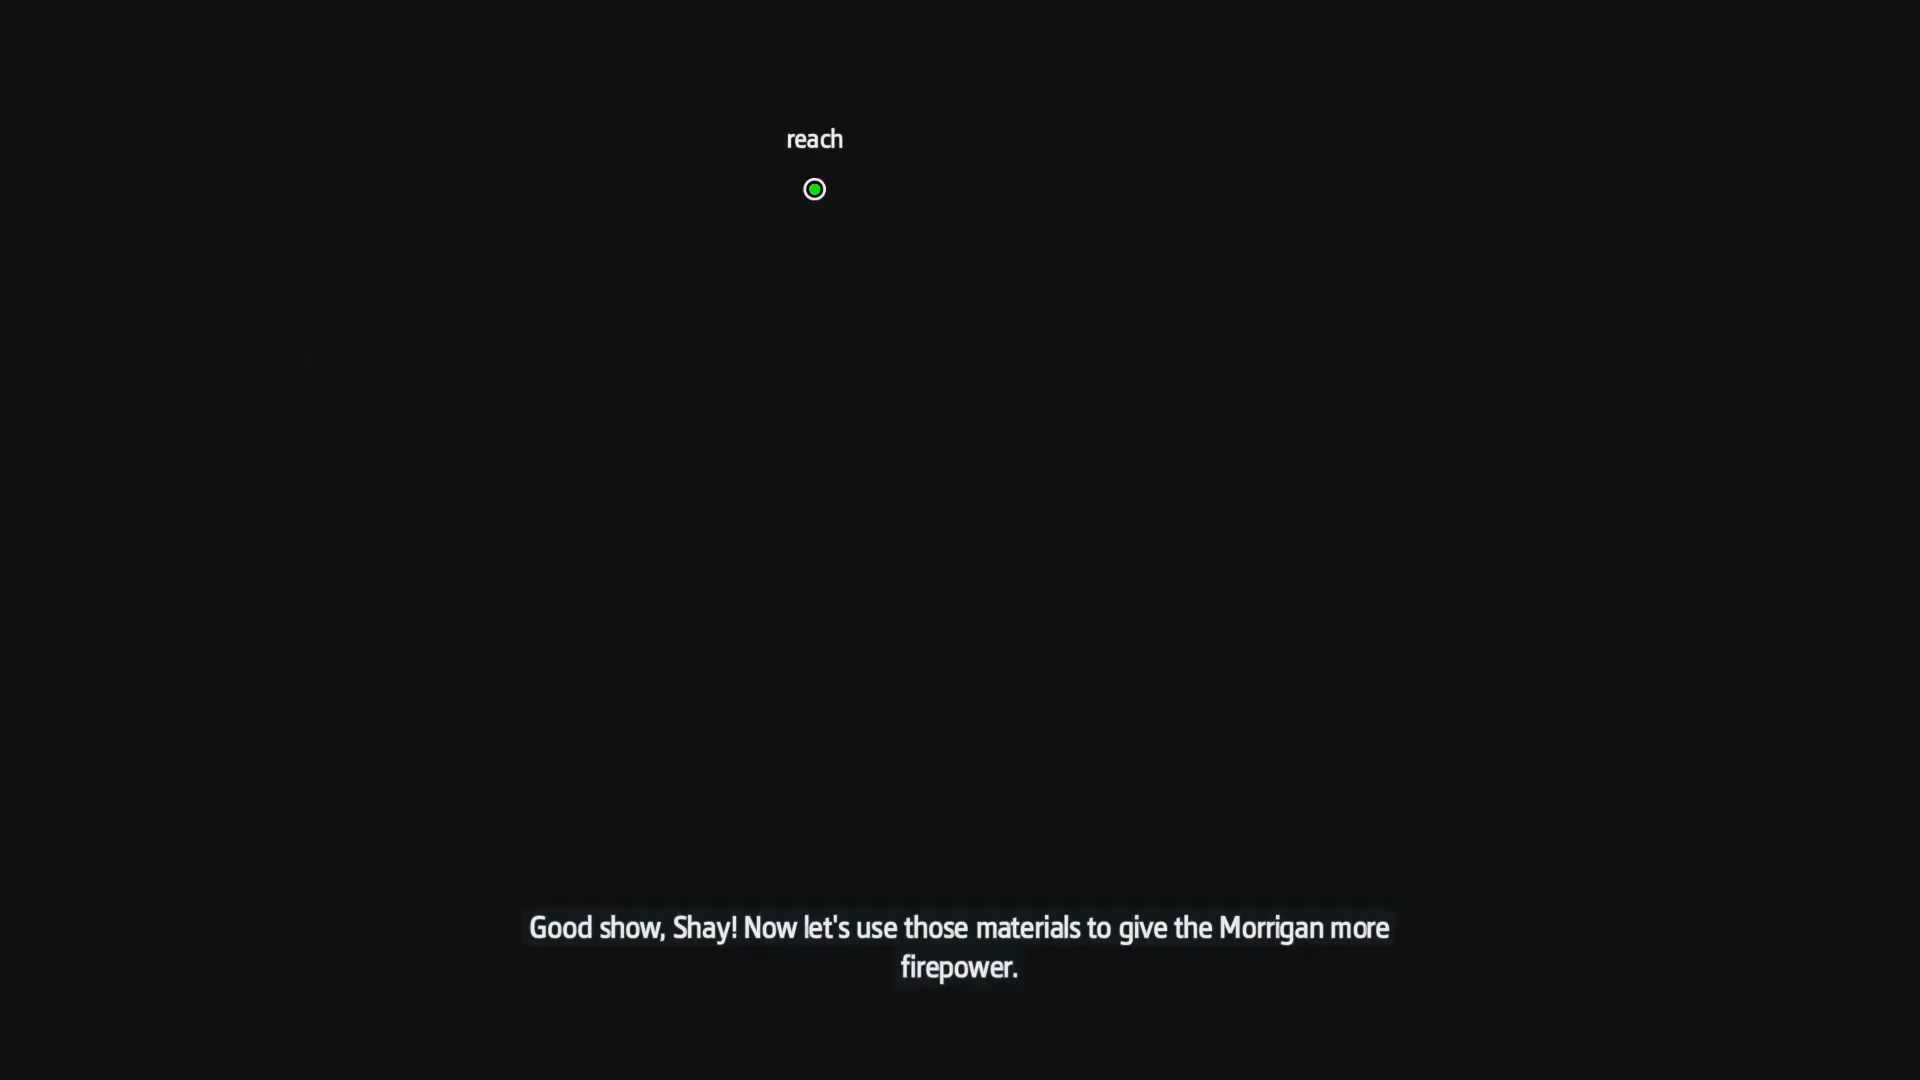 reach
Good show, Shay! Now let's use those materials to give the Morrigan more
firepower.